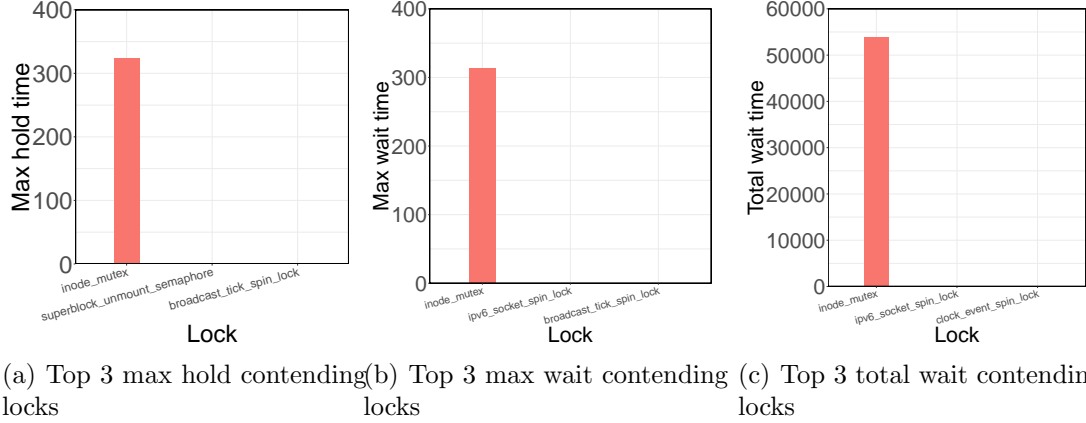 400
300
200
100
0
Max hold time
inode_mutex
superblock_unmount_semaphore
broadcast_tick_spin_lock
Lock
(a) Top 3 max hold contending
locks
400
300
200
100
0
Max wait time
inode_mutex
ipv6_socket_spin_lock
broadcast_tick_spin_lock
Lock
(b) Top 3 max wait contending
locks
60000
50000
40000
30000
20000
10000
0
Total wait time
inode_mutex
ipv6_socket_spin_lock
clock_event_spin_lock
Lock
(c) Top 3 total wait contendin
locks